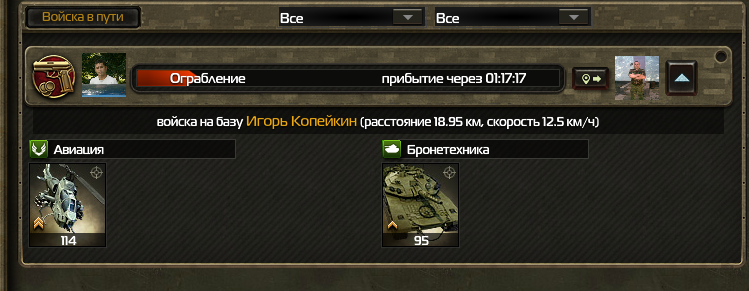 Войска в пути
Все
Все
Ограбление
прибытие через 01:17:17
войска на базу Игорь Копейкин (расстояние 18.95 км, скорость 12.5 км/ч)
Авиация
Бронетехника
114
95